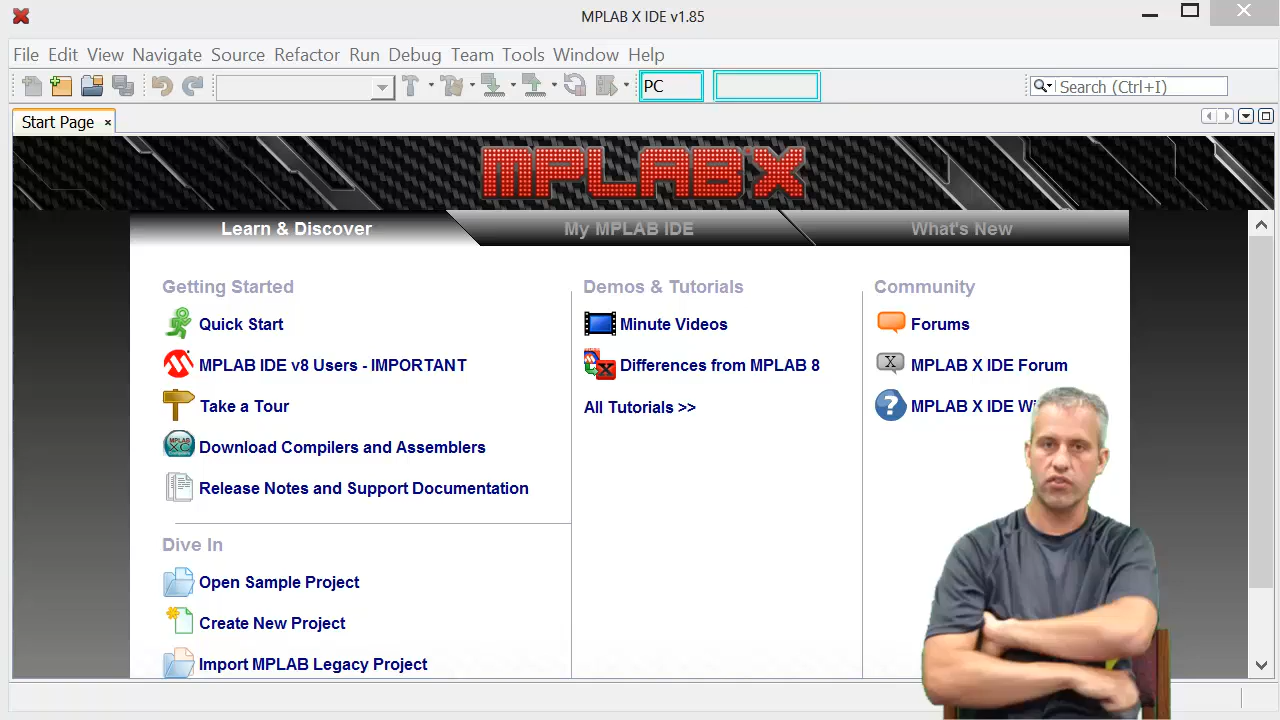 MPLAB X IDE v1.85
File Edit View Navigate Source Refactor Run Debug Team Tools Window Help
PC
Search (Ctrl+I)
Start Page
MPLAB X
Learn & Discover
My MPLAB IDE
What's New
Getting Started
Quick Start
MPLAB IDE v8 Users - IMPORTANT
Take a Tour
Download Compilers and Assemblers
Release Notes and Support Documentation
Dive In
Open Sample Project
Create New Project
Import MPLAB Legacy Project
Demos & Tutorials
Minute Videos
Differences from MPLAB 8
All Tutorials >>
Community
Forums
MPLAB X IDE Forum
MPLAB X IDE